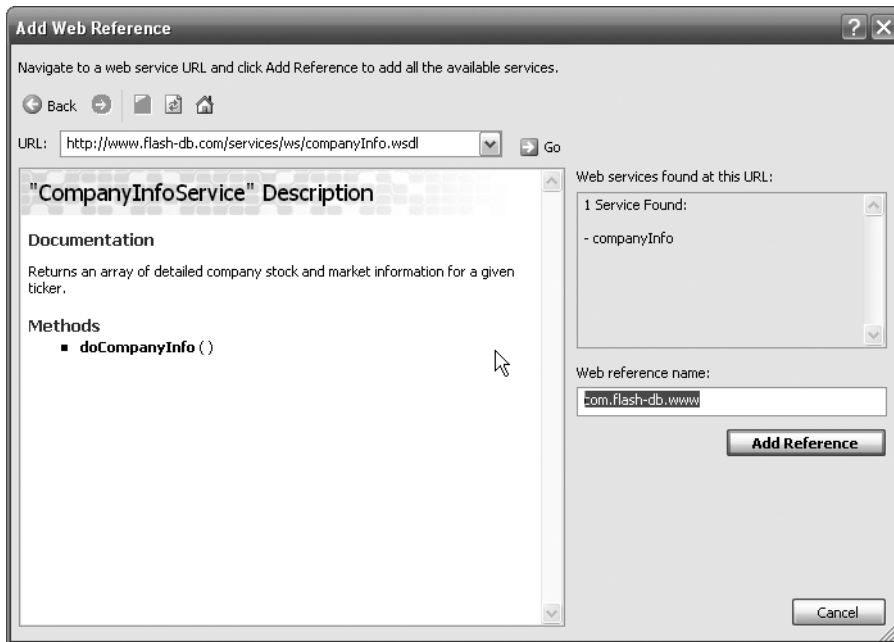 Add Web Reference
Navigate to a web service URL and click Add Reference to add all the available services.
Back
URL: http://www.flash-db.com/services/ws/companyInfo.wsdl Go
"CompanyInfoService" Description
Documentation
Returns an array of detailed company stock and market information for a given
ticker.
Methods
doCompanyInfo ( )
Web services found at this URL:
1 Service Found:
- companyInfo
Web reference name:
com.flash-db.www
Add Reference
Cancel